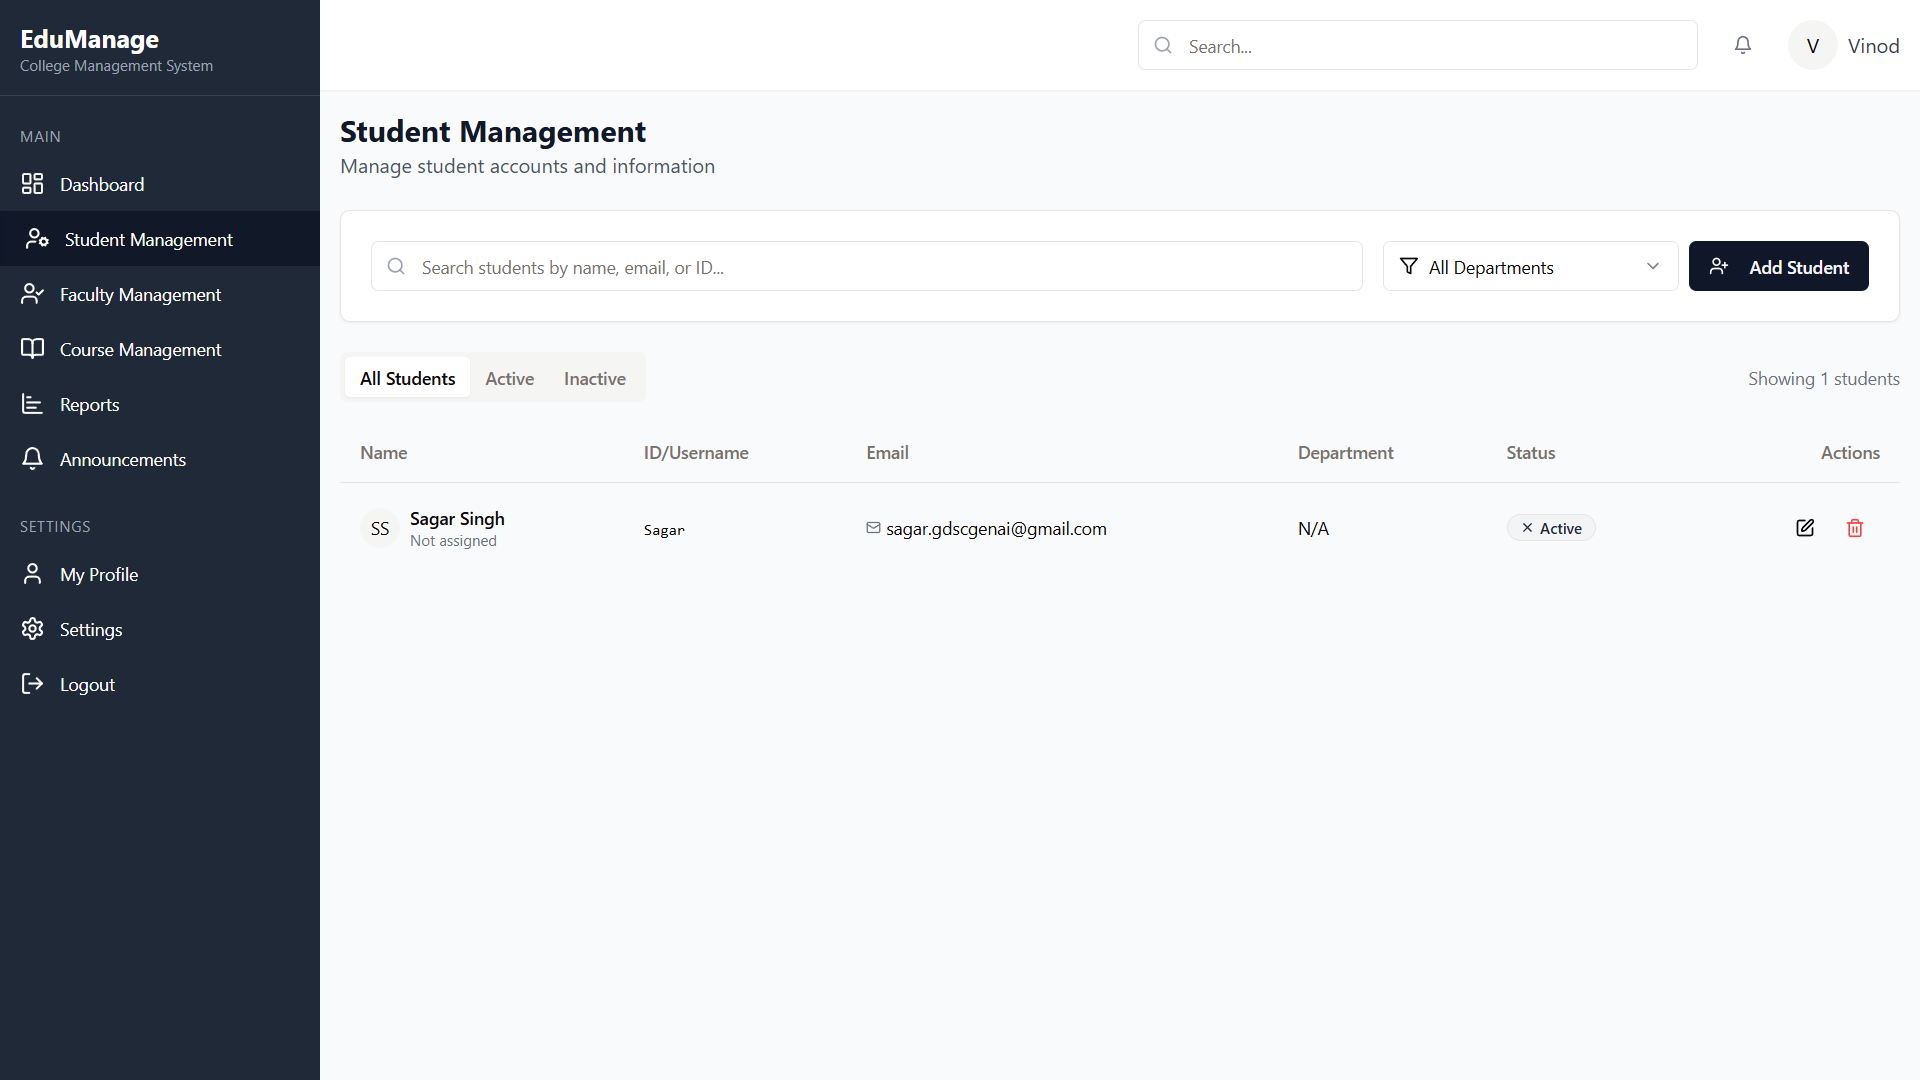 EduManage
College Management System
MAIN
Dashboard
Student Management
Faculty Management
Course Management
Reports
Announcements
SETTINGS
My Profile
Settings
Logout
Search...
V Vinod
Student Management
Manage student accounts and information
Search students by name, email, or ID...
All Departments
Add Student
All Students Active Inactive
Showing 1 students
Name ID/Username Email Department Status Actions
SS Sagar Singh
Not assigned
Sagar
sagar.gdscgenai@gmail.com
N/A
Active